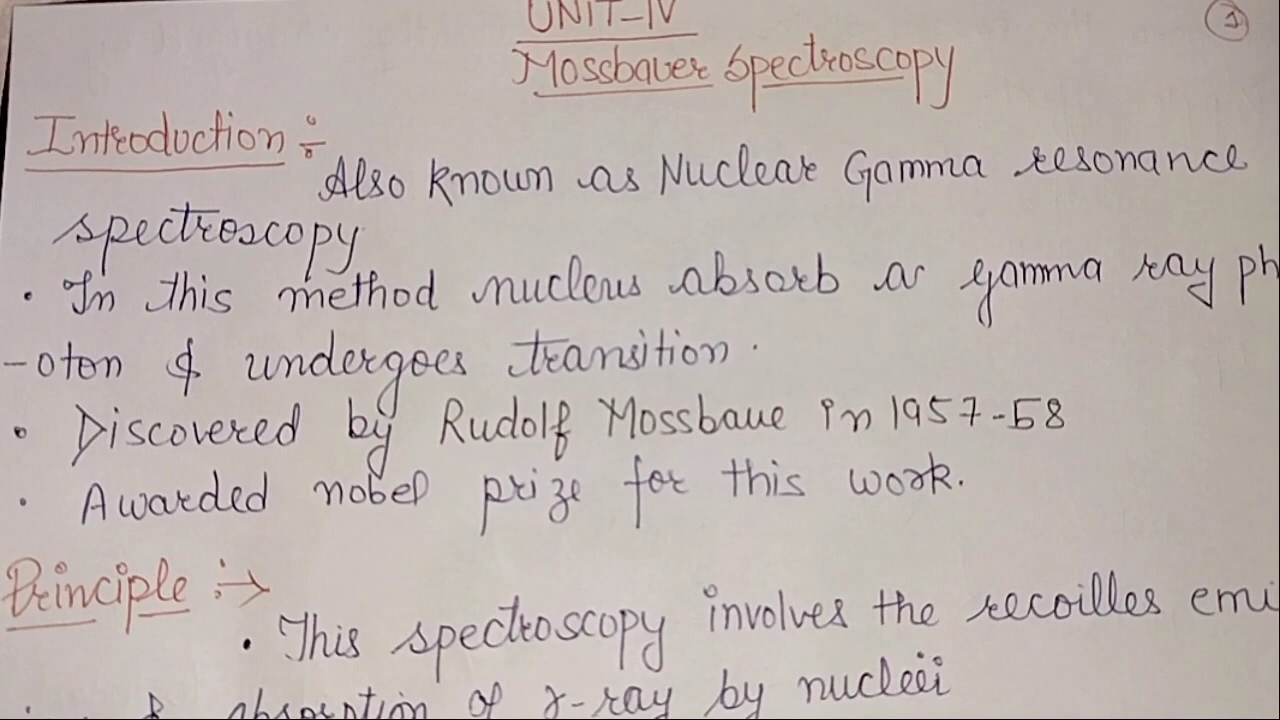 UNIT-IV
1
Mossbauer Spectroscopy
Introduction ÷
Also known as Nuclear Gamma resonance
spectroscopy
• In this method nucleus absorb a gamma ray ph
-oton & undergoes transition.
• Discovered by Rudolf Mossbaue in 1957-58
• Awarded nobel prize for this work.
Principle :→
• This spectroscopy involves the recoilles emi
& absorption of γ-ray by nucleii